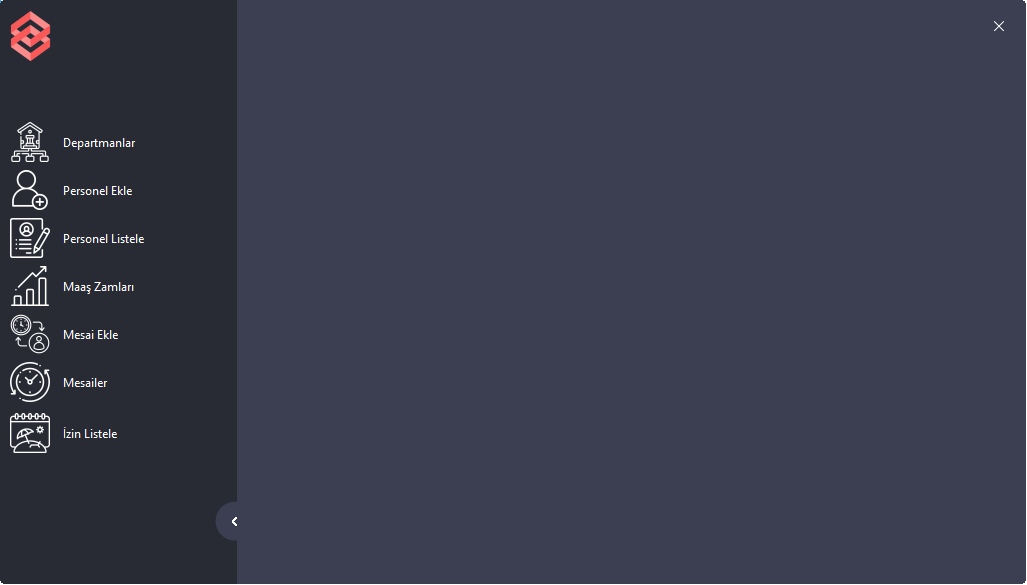 Departmanlar
Personel Ekle
Personel Listele
Maaş Zamları
Mesai Ekle
Mesailer
İzin Listele